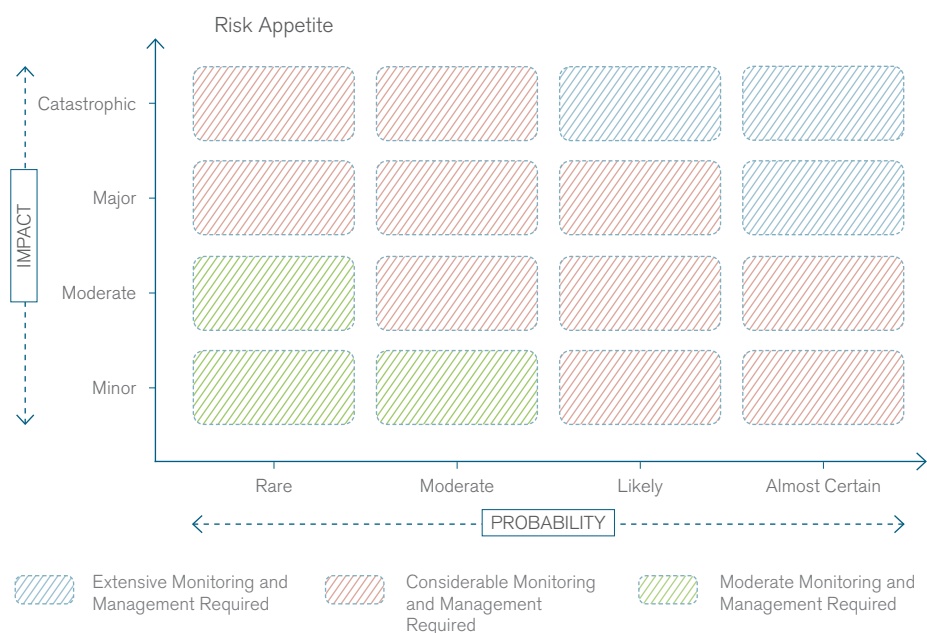 Risk Appetite
Catastrophic
Major
Moderate
Minor
IMPACT
Rare
Moderate
Likely
Almost Certain
PROBABILITY
Extensive Monitoring and
Management Required
Considerable Monitoring
and Management
Required
Moderate Monitoring and
Management Required